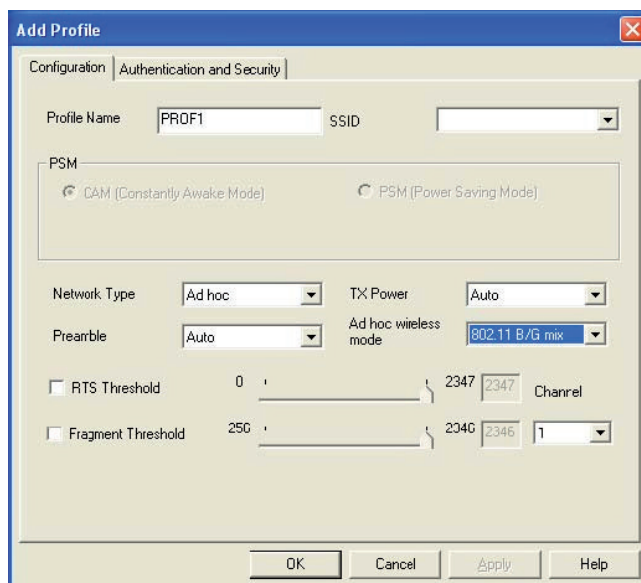 Add Profile
Configuration Authentication and Security
Profile Name PROF1 SSID
PSM
CAM (Constantly Awake Mode) PSM (Power Saving Mode)
Network Type Ad hoc TX Power Auto
Preamble Auto Ad hoc wireless mode 802.11 B/G mix
RTS Threshold 0 2347 2347 Channel
Fragment Threshold 256 2346 2346 1
OK Cancel Apply Help